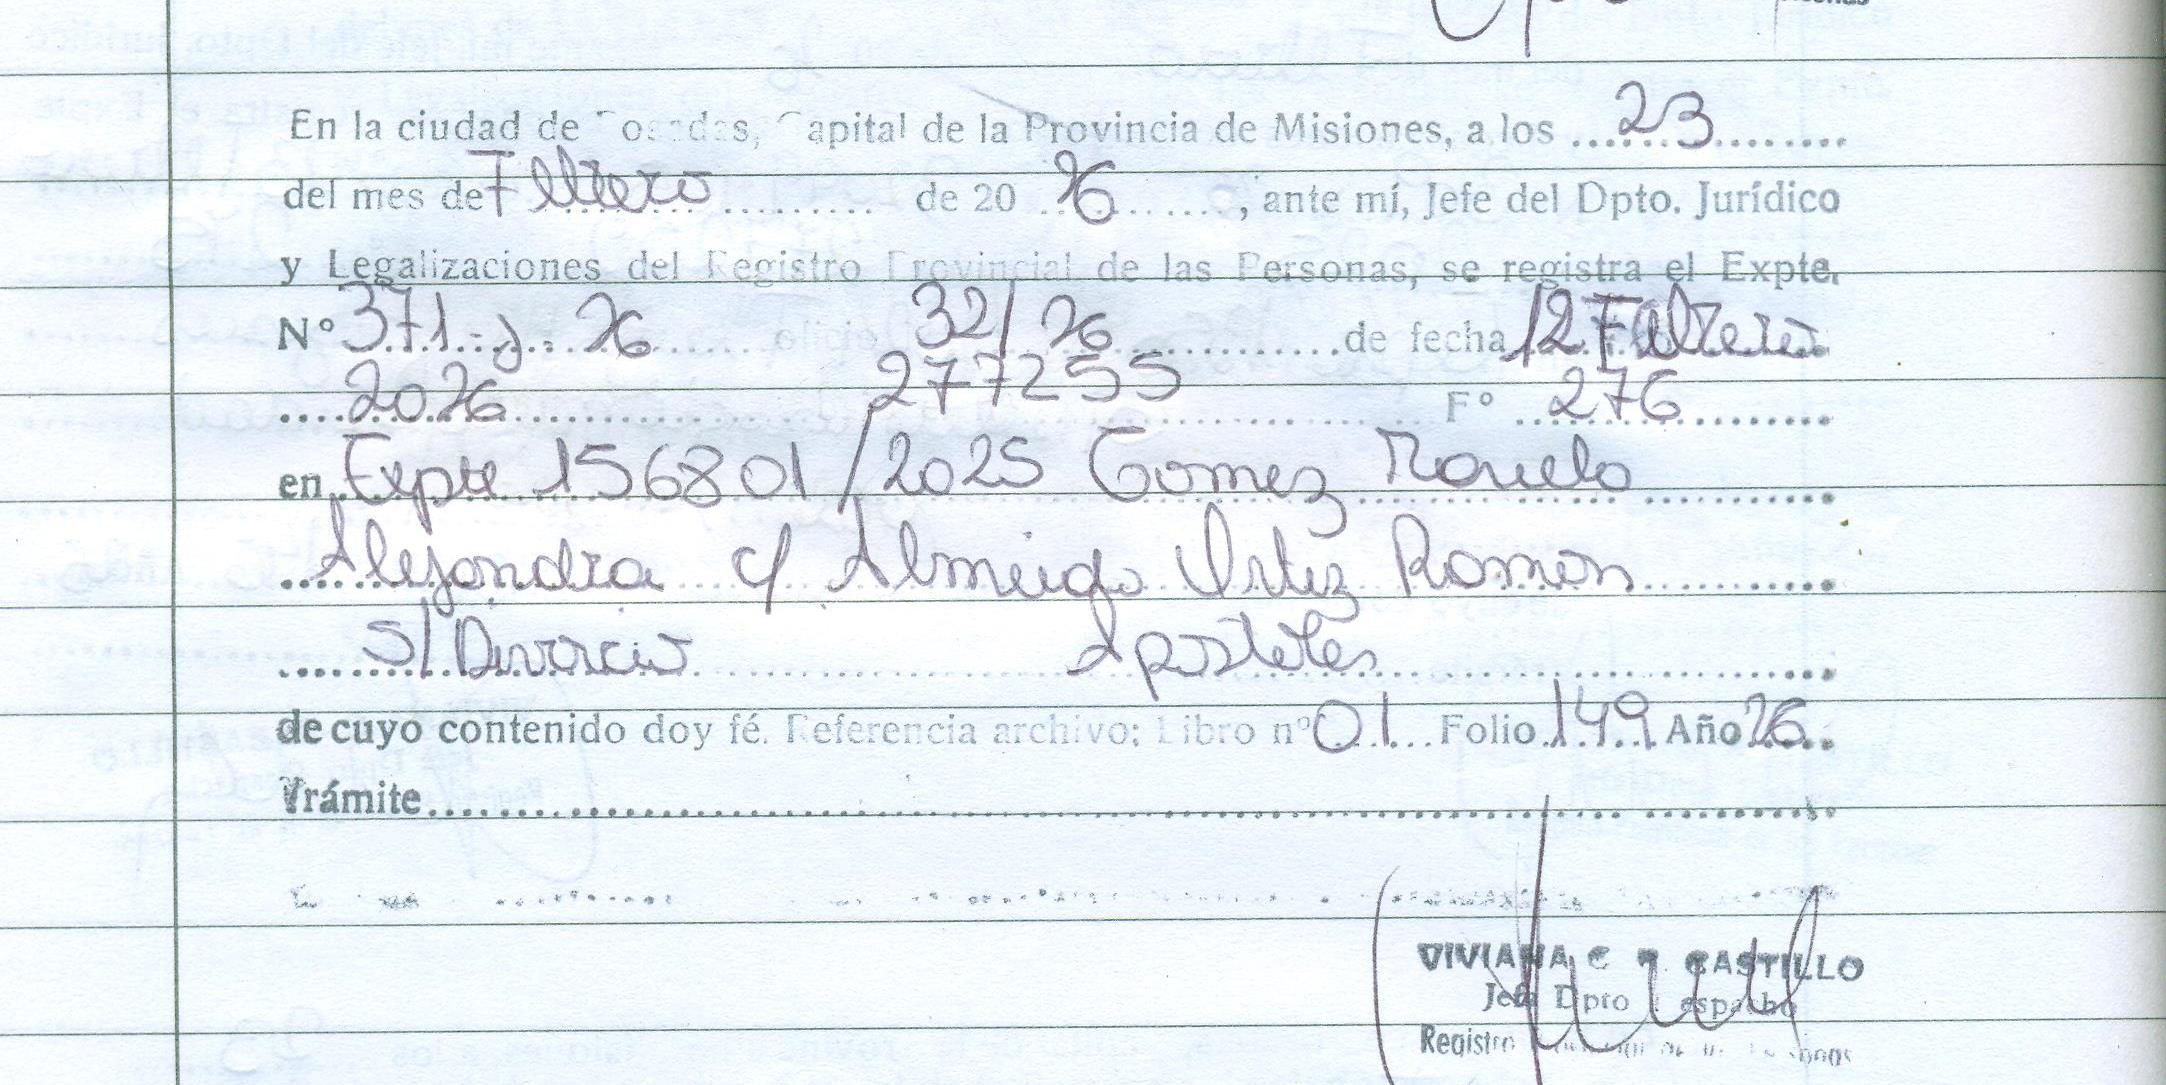 En la ciudad de Posadas, Capital de la Provincia de Misiones, a los 23
del mes de Febrero de 20 26, ante mí, Jefe del Dpto. Jurídico
y Legalizaciones del Registro Provincial de las Personas, se registra el Expte.
N° 371-J-26 32/26 de fecha 12 Febrero
2026 277255 F° 276
en Expte 156801/2025 Gomez
Alejandra c/ Almeida Ortiz Ramon
S/ Divorcio Apostoles
de cuyo contenido doy fé. Referencia archivo: Libro n° 01 Folio 149 Año 26
Trámite
VIVIANA CASTILLO
Jefa Dpto Despacho
Registro